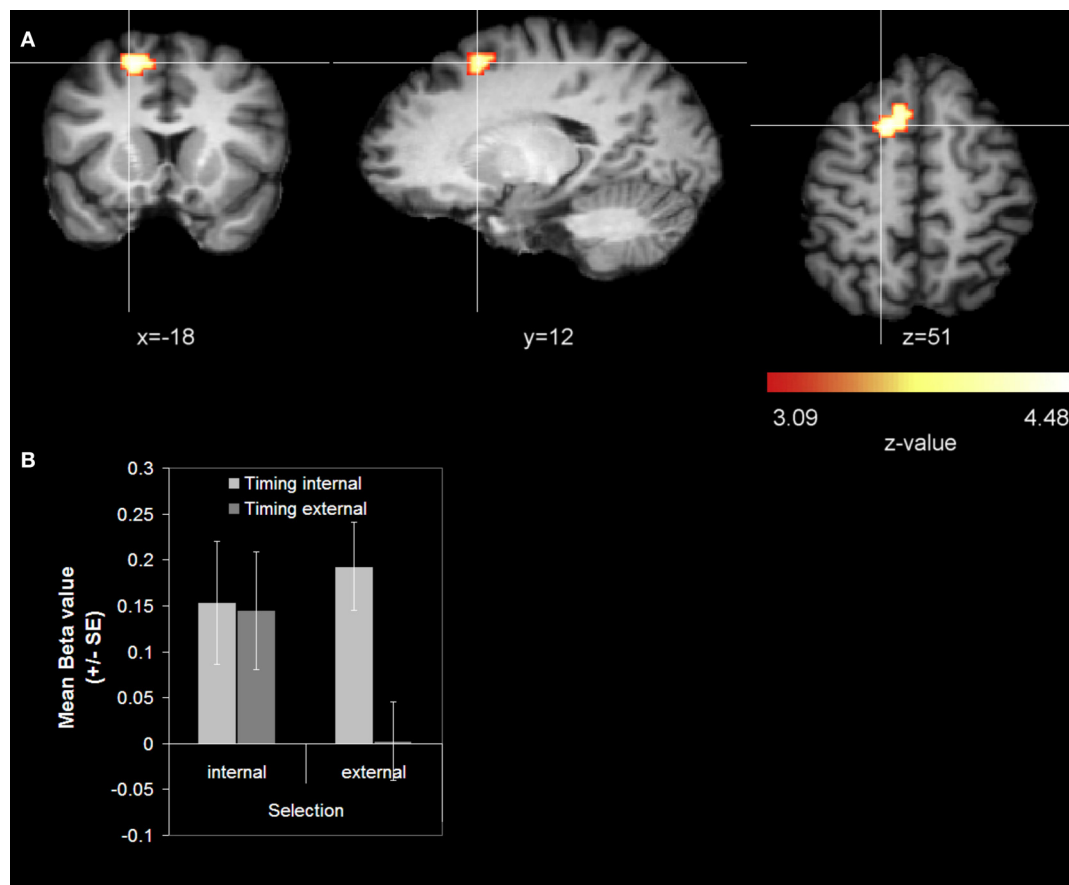 A
x=-18
y=12
z=51
3.09
4.48
z-value
B
0.3
0.25
0.2
0.15
0.1
0.05
0
-0.05
-0.1
Mean Beta value
(+/- SE)
Timing internal
Timing external
internal
external
Selection